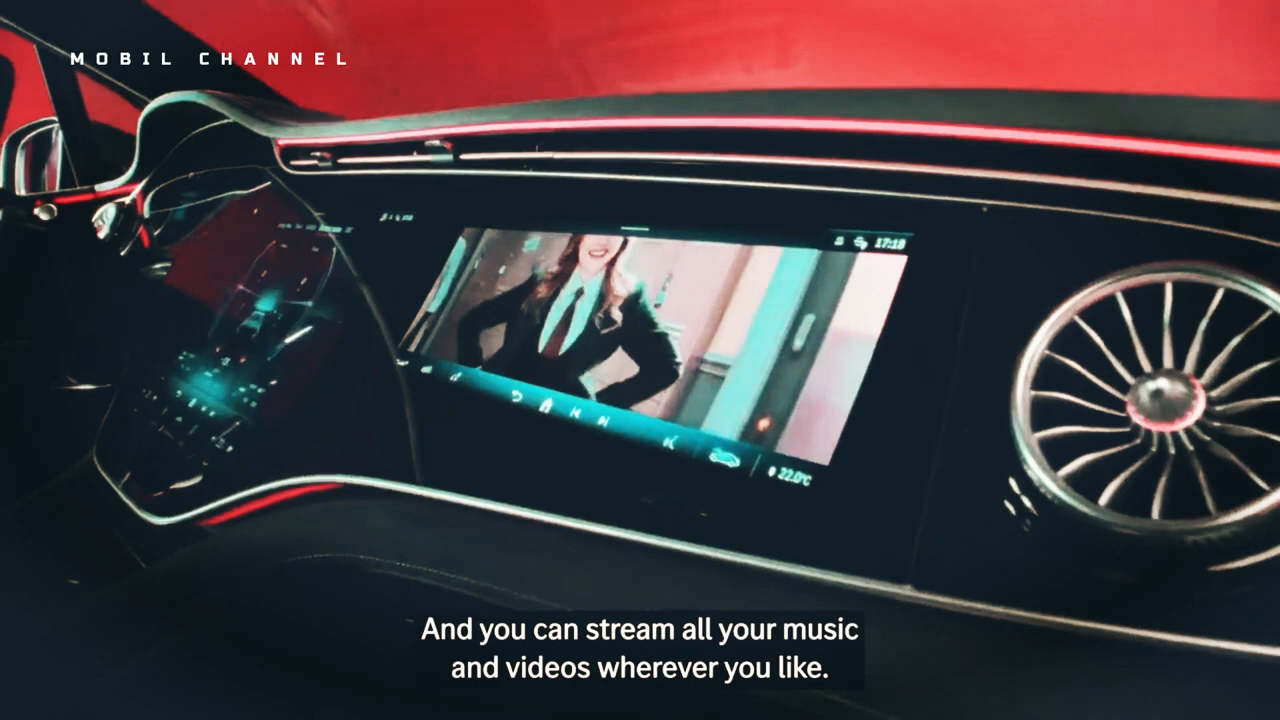 MOBIL CHANNEL
17:18
22.0°C
And you can stream all your music
and videos wherever you like.